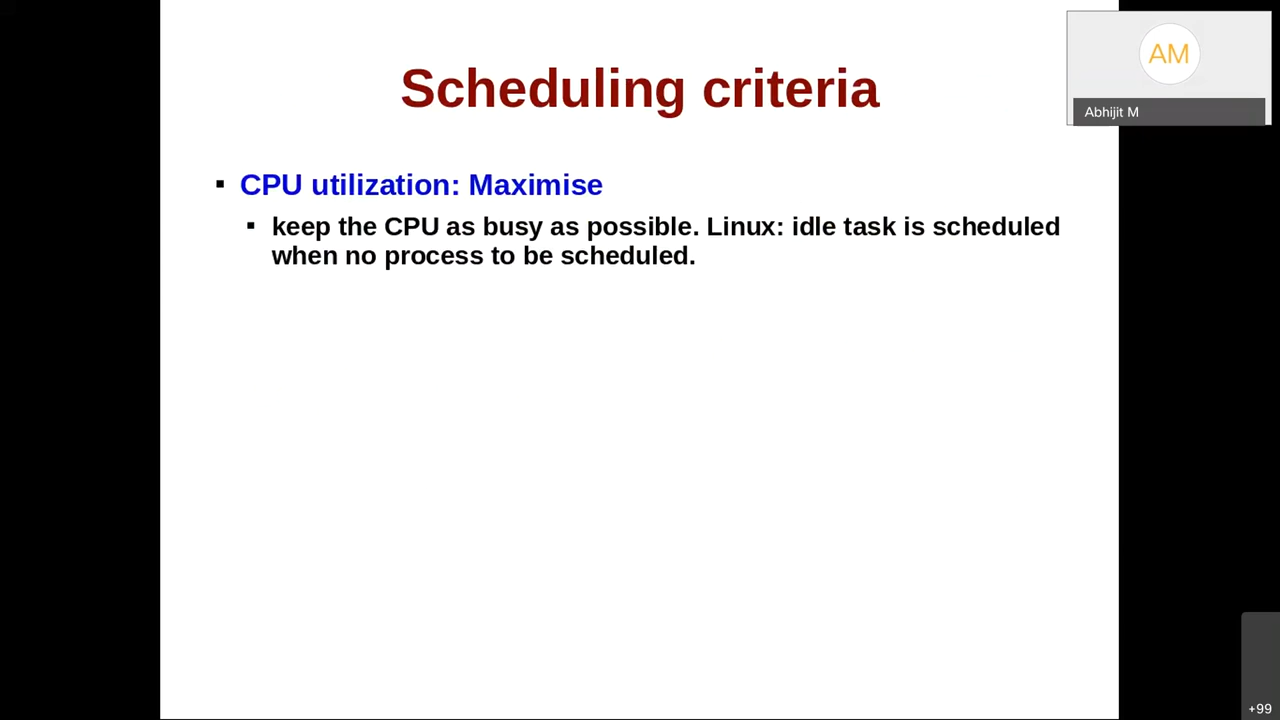 Scheduling criteria
AM
Abhijit M
▪ CPU utilization: Maximise
▪ keep the CPU as busy as possible. Linux: idle task is scheduled
when no process to be scheduled.
+99